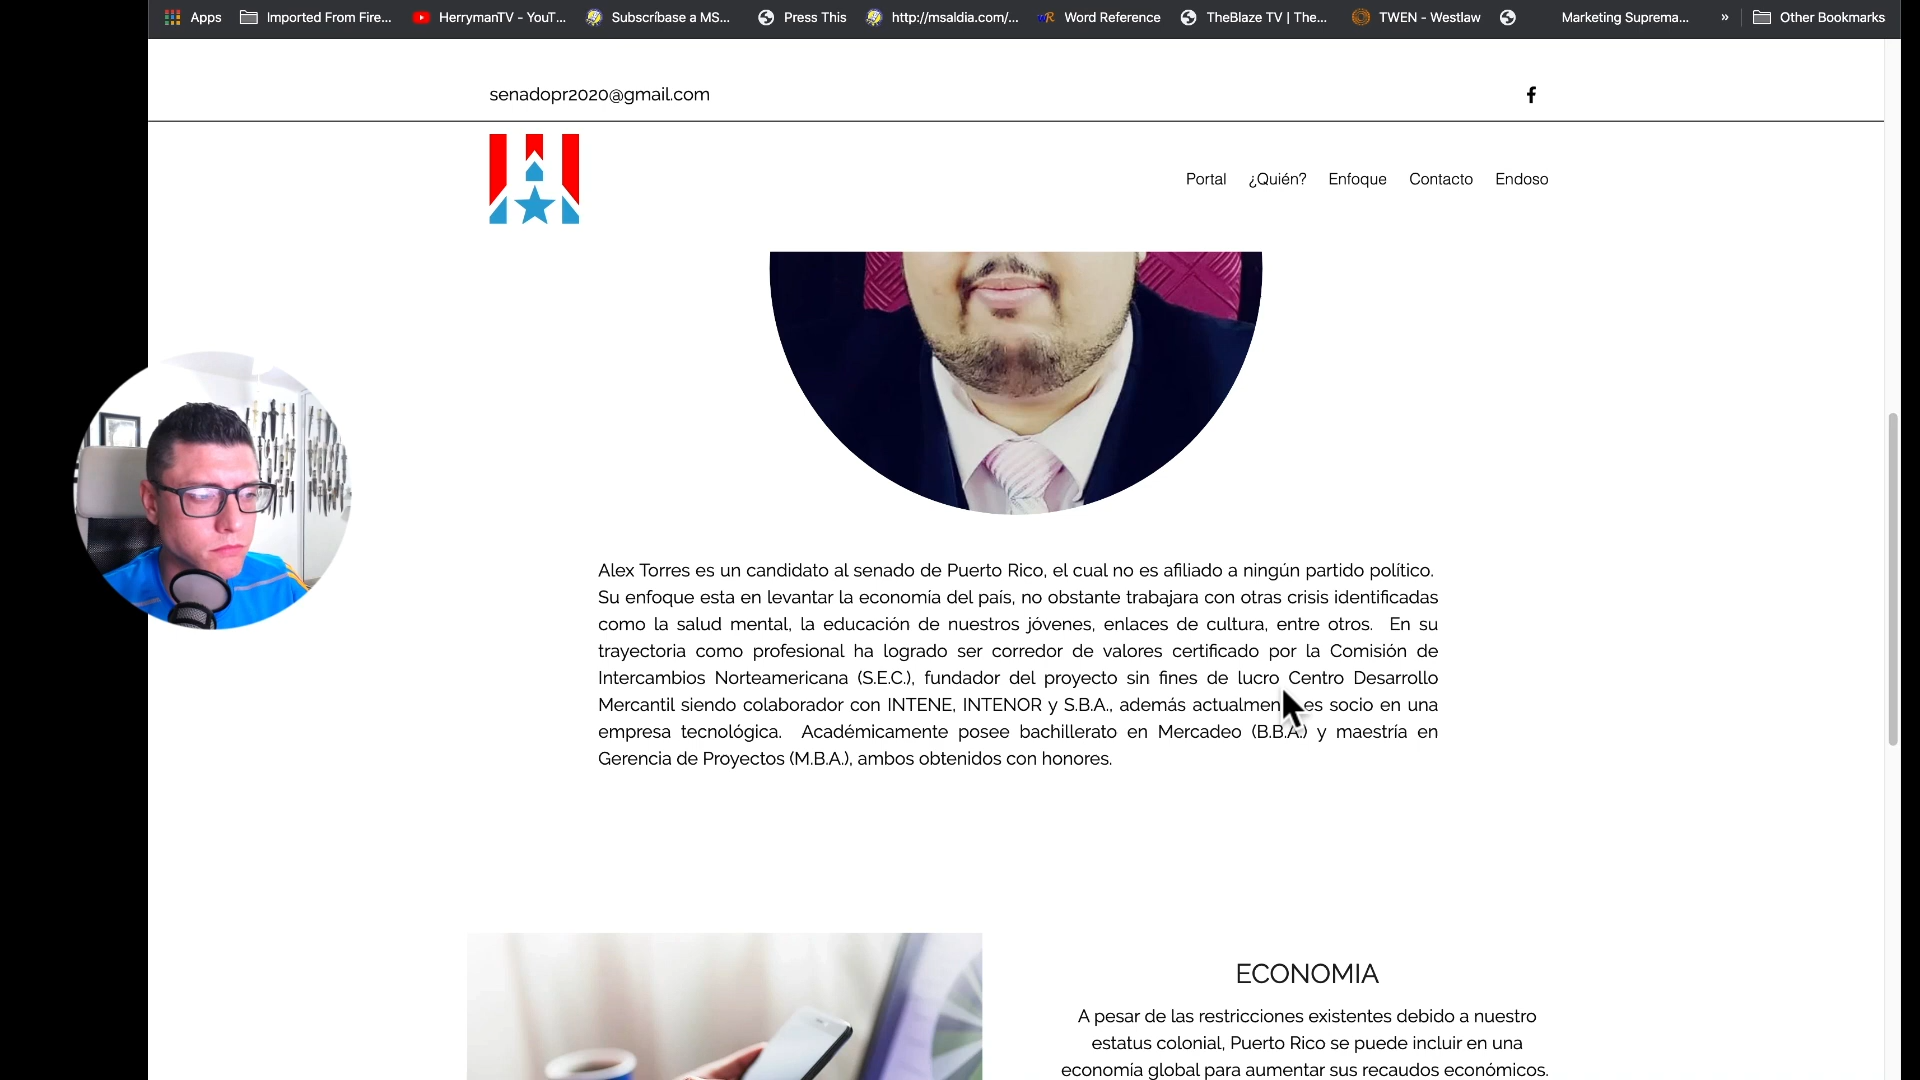 Apps Imported From Fire... HerrymanTV - YouT... Subscríbase a MS... Press This http://msaldia.com/... Word Reference TheBlaze TV | The... TWEN - Westlaw Marketing Suprema... » Other Bookmarks
senadopr2020@gmail.com
Portal ¿Quién? Enfoque Contacto Endoso
Alex Torres es un candidato al senado de Puerto Rico, el cual no es afiliado a ningún partido político.
Su enfoque esta en levantar la economía del país, no obstante trabajara con otras crisis identificadas
como la salud mental, la educación de nuestros jóvenes, enlaces de cultura, entre otros. En su
trayectoria como profesional ha logrado ser corredor de valores certificado por la Comisión de
Intercambios Norteamericana (S.E.C.), fundador del proyecto sin fines de lucro Centro Desarrollo
Mercantil siendo colaborador con INTENE, INTENOR y S.B.A., además es socio en una
empresa tecnológica. Académicamente posee bachillerato en Mercadeo (B.B.A.) y maestría en
Gerencia de Proyectos (M.B.A.), ambos obtenidos con honores.
ECONOMIA
A pesar de las restricciones existentes debido a nuestro
estatus colonial, Puerto Rico se puede incluir en una
economía global para aumentar sus recaudos económicos.